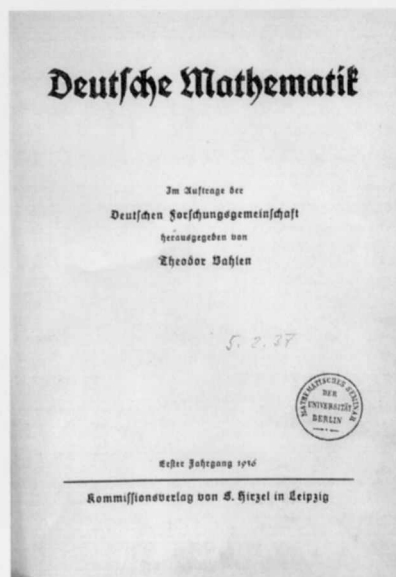 Deutsche Mathematik
Im Auftrage der
Deutschen Forschungsgemeinschaft
herausgegeben von
Theodor Vahlen
5. 2. 37
MATHEMATISCHES SEMINAR
DER
UNIVERSITÄT
BERLIN
Erster Jahrgang 1936
Kommissionsverlag von S. Hirzel in Leipzig